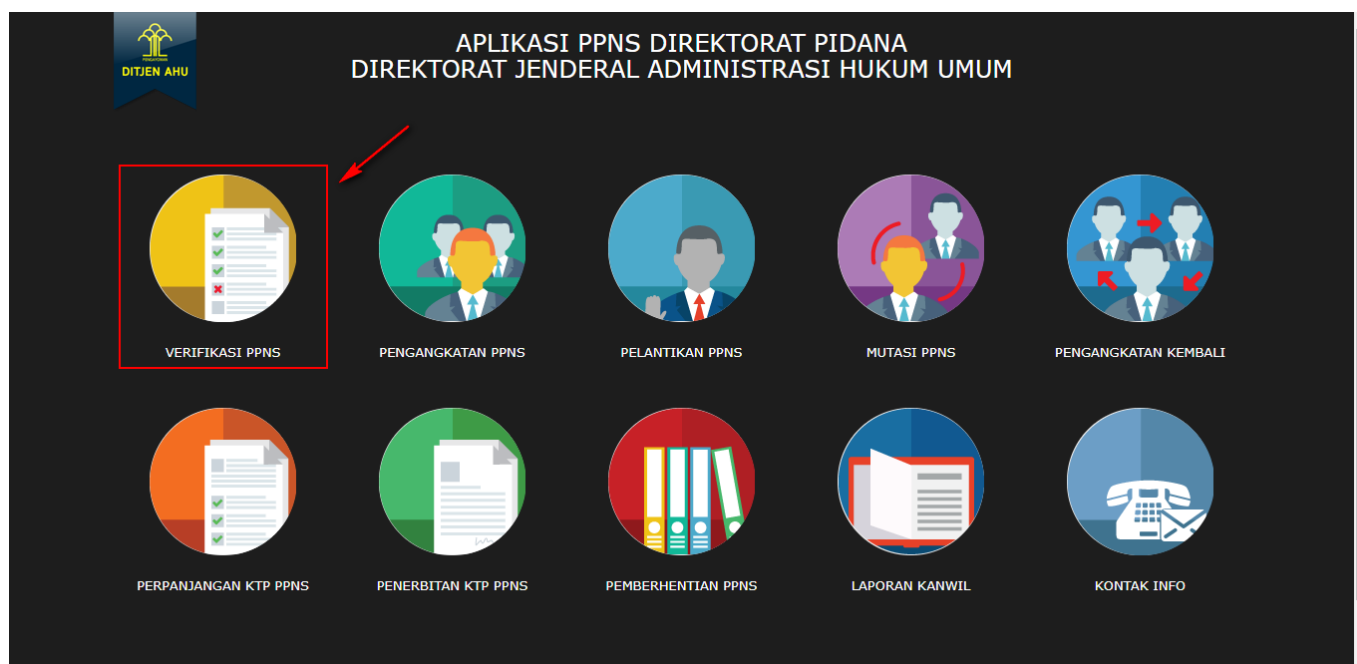 PENGAYOMAN
DITJEN AHU
APLIKASI PPNS DIREKTORAT PIDANA
DIREKTORAT JENDERAL ADMINISTRASI HUKUM UMUM
VERIFIKASI PPNS
PENGANGKATAN PPNS
PELANTIKAN PPNS
MUTASI PPNS
PENGANGKATAN KEMBALI
PERPANJANGAN KTP PPNS
PENERBITAN KTP PPNS
PEMBERHENTIAN PPNS
LAPORAN KANWIL
KONTAK INFO